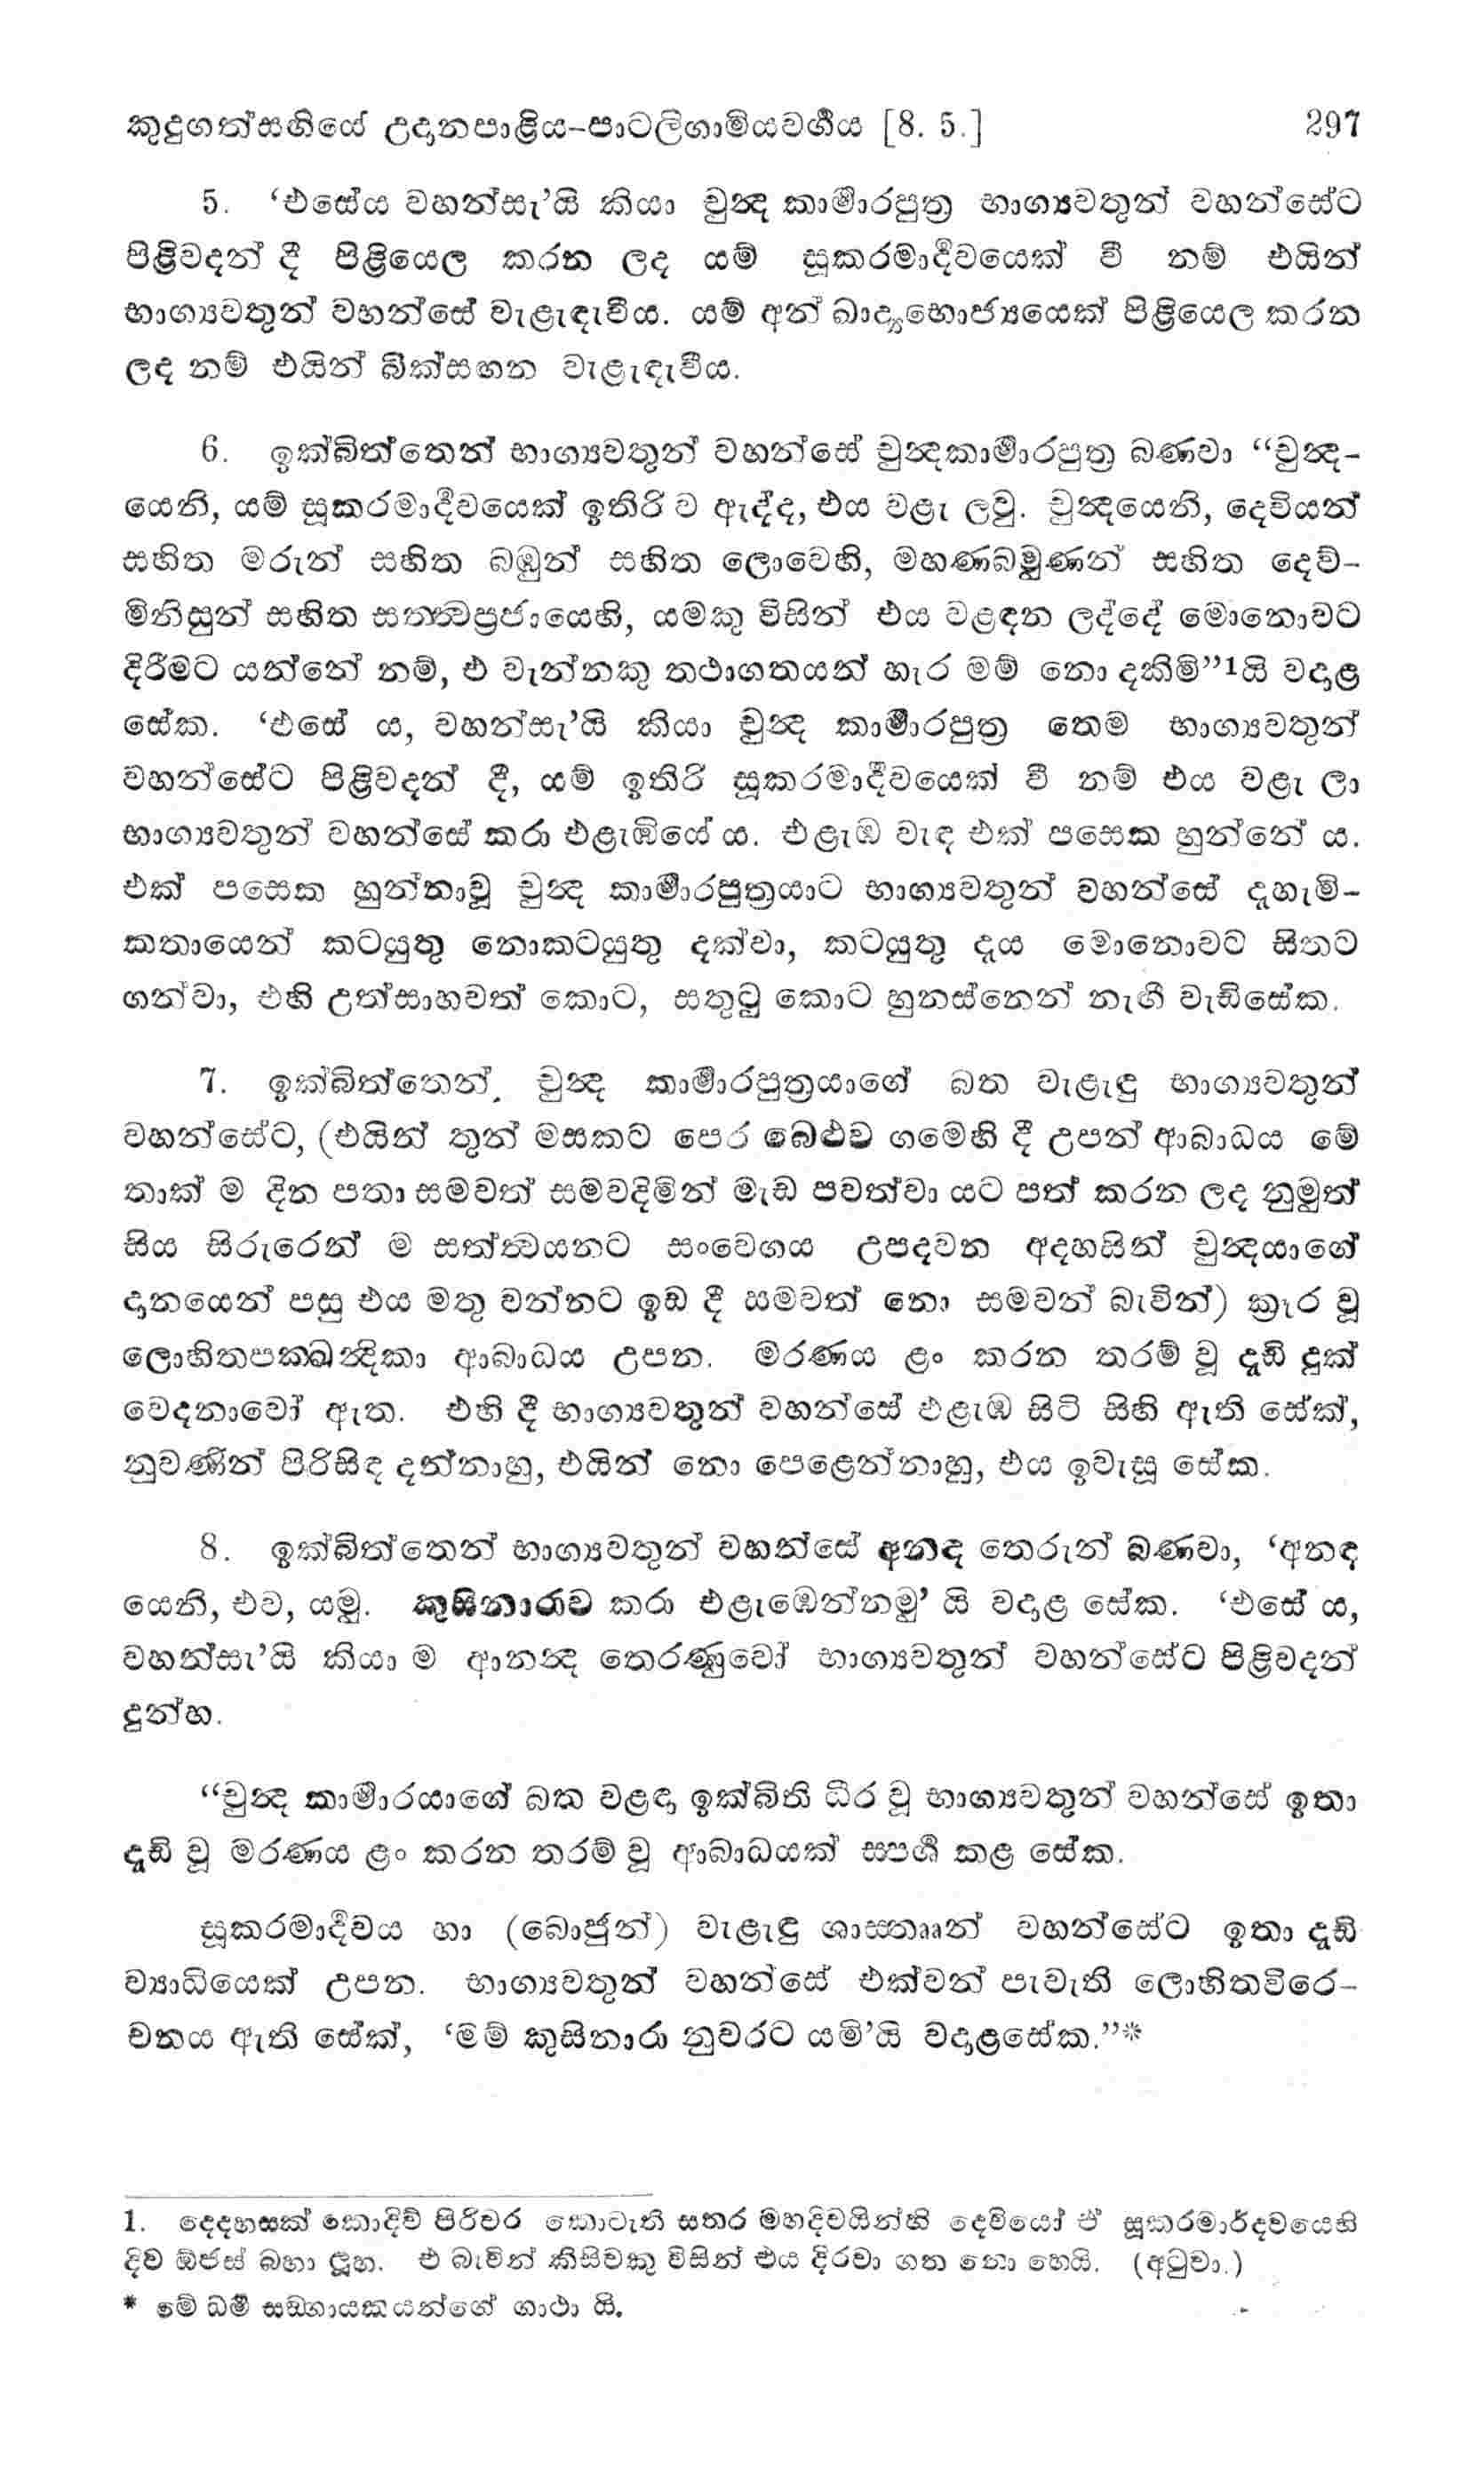 කුදුගත්සඟියේ උදානපාළිය-පාටලිගාමියවර්ගය [8. 5.] 297
5. ‘එසේය වහන්සැ’යි කියා චුන්ද කාර්මාරපුත්‍ර භාග්‍යවතුන් වහන්සේට
පිළිවදන් දී පිළියෙල කරන ලද යම් සූකරමාර්දවයෙක් වී නම් එයින්
භාග්‍යවතුන් වහන්සේ වැළැඳැවීය. යම් අන් ඛාද්‍යභොජ්‍යයෙක් පිළියෙල කරන
ලද නම් එයින් බික්සඟන වැළැඳැවීය.
6. ඉක්බිත්තෙන් භාග්‍යවතුන් වහන්සේ චුන්දකාර්මාරපුත්‍ර බණවා “චුන්ද-
යෙනි, යම් සූකරමාර්දවයෙක් ඉතිරි ව ඇද්ද, එය වළැ ලවු. චුන්දයෙනි, දෙවියන්
සහිත මරුන් සහිත බඹුන් සහිත ලොවෙහි, මහණබමුණන් සහිත දෙව්-
මිනිසුන් සහිත සත්ත්‍වප්‍රජායෙහි, යමකු විසින් එය වළඳන ලද්දේ මොනොවට
දිරීමට යන්නේ නම්, එ වැන්නකු තථාගතයන් හැර මම් නො දකිමි”1යි වදාළ
සේක. ‘එසේ ය, වහන්සැ’යි කියා චුන්ද කාර්මාරපුත්‍ර තෙම භාග්‍යවතුන්
වහන්සේට පිළිවදන් දී, යම් ඉතිරි සූකරමාර්දවයෙක් වී නම් එය වළැ ලා
භාග්‍යවතුන් වහන්සේ කරා එළැඹියේ ය. එළැඹ වැඳ එක් පසෙක හුන්නේ ය.
එක් පසෙක හුන්නාවූ චුන්ද කාර්මාරපුත්‍රයාට භාග්‍යවතුන් වහන්සේ දැහැමි-
කතායෙන් කටයුතු නොකටයුතු දක්වා, කටයුතු දෑය මොනොවට සිතට
ගන්වා, එහි උත්සාහවත් කොට, සතුටු කොට හුනස්නෙන් නැඟී වැඩිසේක.
7. ඉක්බිත්තෙන් චුන්ද කාර්මාරපුත්‍රයාගේ බත වැළැඳු භාග්‍යවතුන්
වහන්සේට, (එයින් තුන් මසකට පෙර බෙළුව ගමෙහි දී උපන් ආබාධය මේ
තාක් ම දින පතා සමවත් සමවදිමින් මැඩ පවත්වා යට පත් කරන ලද නුමුත්
සිය සිරුරෙන් ම සත්ත්‍වයනට සංවේගය උපදවන අදහසින් චුන්දයාගේ
දානයෙන් පසු එය මතු වන්නට ඉඩ දී සමවත් නො සමවන් බැවින්) ක්‍රෑර වූ
ලොහිතපක්ඛන්දිකා ආබාධය උපන. මරණය ළං කරන තරම් වූ දැඩි දුක්
වෙදනාවෝ ඇත. එහි දී භාග්‍යවතුන් වහන්සේ එළැඹ සිටි සිහි ඇති සේක්,
නුවණින් පිරිසිඳ දන්නාහු, එයින් නො පෙළෙන්නාහු, එය ඉවැසූ සේක.
8. ඉක්බිත්තෙන් භාග්‍යවතුන් වහන්සේ අනඳ තෙරුන් බණවා, ‘අනඳ
යෙනි, එව, යමු. කුසිනාරාව කරා එළැඹෙන්නමු’ යි වදාළ සේක. ‘එසේ ය,
වහන්සැ’යි කියා ම ආනන්ද තෙරණුවෝ භාග්‍යවතුන් වහන්සේට පිළිවදන්
දුන්හ.
“චුන්ද කාර්මාරයාගේ බත වළඳා ඉක්බිති ධීර වූ භාග්‍යවතුන් වහන්සේ ඉතා
දැඩි වූ මරණය ළං කරන තරම් වූ ආබාධයක් ස්පර්ශ කළ සේක.
සූකරමාර්දවය හා (බොජුන්) වැළැඳු ශාස්තෲන් වහන්සේට ඉතා දැඩි
ව්‍යාධියෙක් උපන. භාග්‍යවතුන් වහන්සේ එක්වන් පැවැති ලොහිතවිරෙ-
චනය ඇති සේක්, ‘මම් කුසිනාරා නුවරට යමි’යි වදාළසේක.”*
1. දෙදහසක් කොදිව් පිරිවර කොටැති සතර මහදිවයින්හි දෙවියෝ ඒ සූකරමාර්දවයෙහි
දිව ඕජස් බහා ලූහ. එ බැවින් කිසිවකු විසින් එය දිරවා ගත නො හෙයි. (අටුවා.)
* මේ ධර්ම සඞ්ගායකයන්ගේ ගාථා යි.